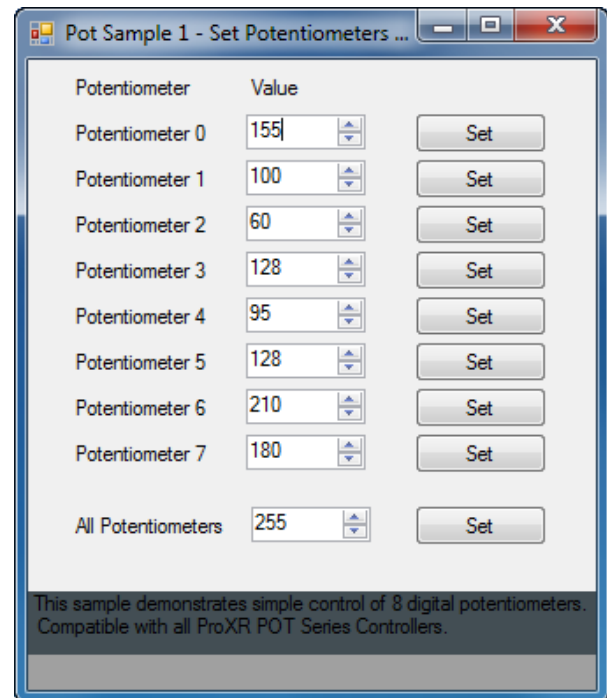 Pot Sample 1 - Set Potentiometers ...
Potentiometer Value
Potentiometer 0 155 Set
Potentiometer 1 100 Set
Potentiometer 2 60 Set
Potentiometer 3 128 Set
Potentiometer 4 95 Set
Potentiometer 5 128 Set
Potentiometer 6 210 Set
Potentiometer 7 180 Set
All Potentiometers 255 Set
This sample demonstrates simple control of 8 digital potentiometers.
Compatible with all ProXR POT Series Controllers.